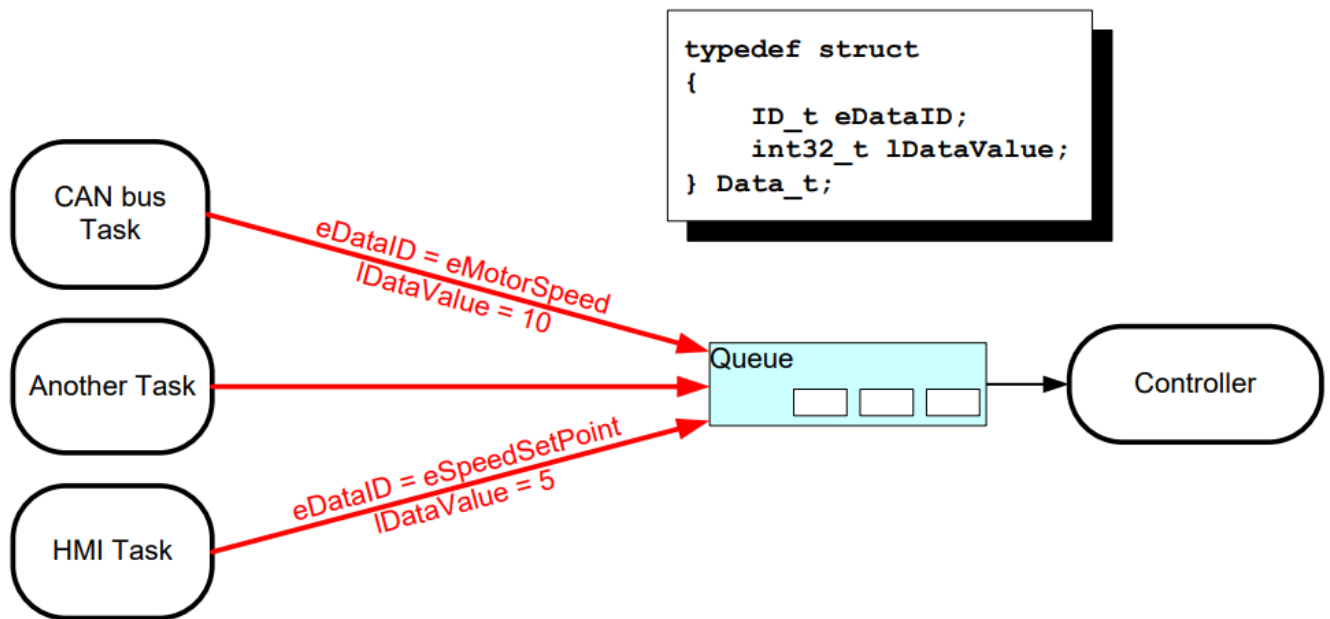 typedef struct
{
ID_t eDataID;
int32_t lDataValue;
} Data_t;
CAN bus
Task
eDataID = eMotorSpeed
lDataValue = 10
Another Task
Queue
Controller
eDataID = eSpeedSetPoint
lDataValue = 5
HMI Task